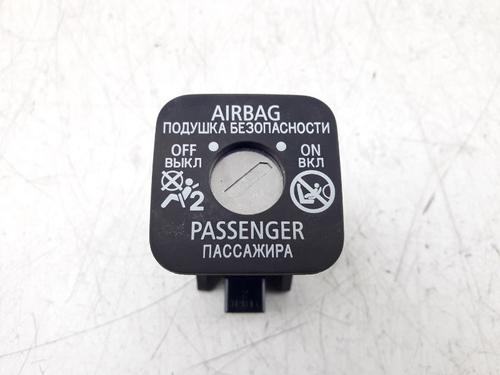 AIRBAG
ПОДУШКА БЕЗОПАСНОСТИ
OFF ON
ВЫКЛ ВКЛ
2
PASSENGER
ПАССАЖИРА